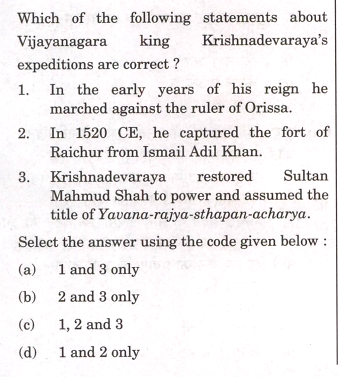 Which of the following statements about
Vijayanagara king Krishnadevaraya's
expeditions are correct ?
1. In the early years of his reign he
marched against the ruler of Orissa.
2. In 1520 CE, he captured the fort of
Raichur from Ismail Adil Khan.
3. Krishnadevaraya restored Sultan
Mahmud Shah to power and assumed the
title of Yavana-rajya-sthapan-acharya.
Select the answer using the code given below :
(a) 1 and 3 only
(b) 2 and 3 only
(c) 1, 2 and 3
(d) 1 and 2 only